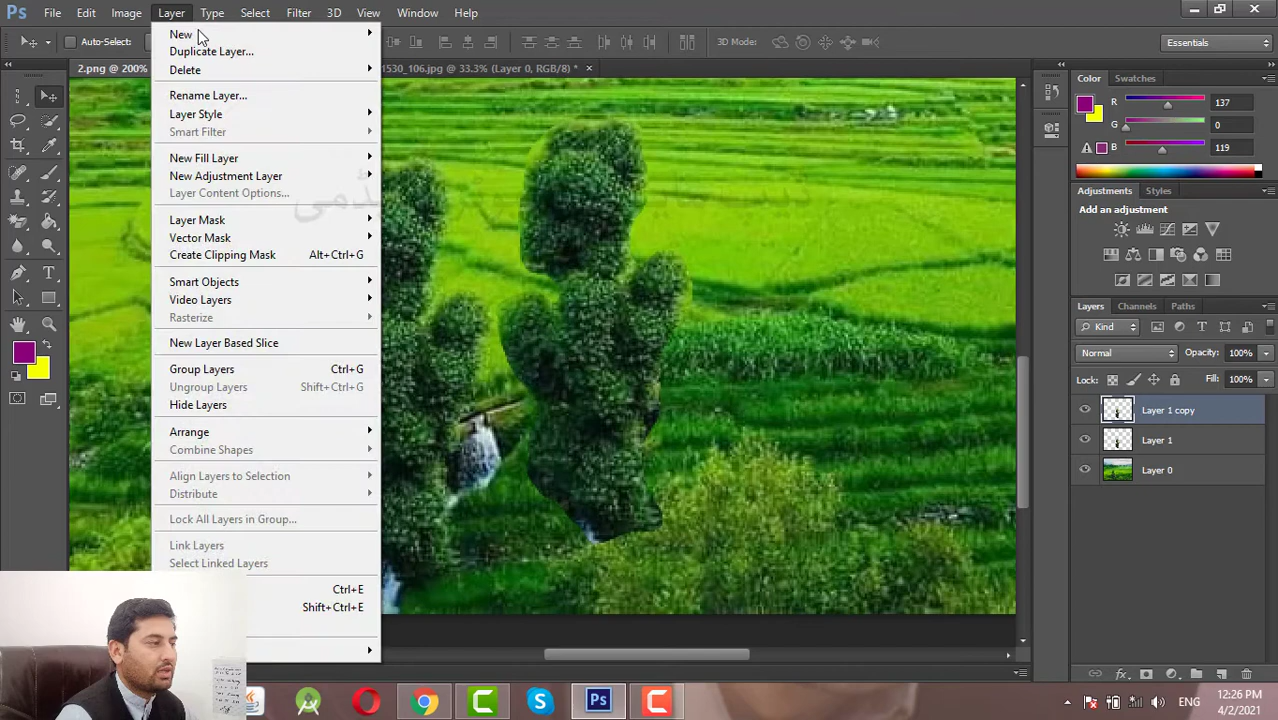 Ps File Edit Image Layer Type Select Filter 3D View Window Help
Auto-Select: 3D Mode: Essentials
2.png @ 200% 1530_106.jpg @ 33.3% (Layer 0, RGB/8) *
New
Duplicate Layer...
Delete
Rename Layer...
Layer Style
Smart Filter
New Fill Layer
New Adjustment Layer
Layer Content Options...
Layer Mask
Vector Mask
Create Clipping Mask Alt+Ctrl+G
Smart Objects
Video Layers
Rasterize
New Layer Based Slice
Group Layers Ctrl+G
Ungroup Layers Shift+Ctrl+G
Hide Layers
Arrange
Combine Shapes
Align Layers to Selection
Distribute
Lock All Layers in Group...
Link Layers
Select Linked Layers
Ctrl+E
Shift+Ctrl+E
Color Swatches
R 137
G 0
B 119
Adjustments Styles
Add an adjustment
Layers Channels Paths
Kind
Normal Opacity: 100%
Lock: Fill: 100%
Layer 1 copy
Layer 1
Layer 0
Ps ENG 12:26 PM
4/2/2021